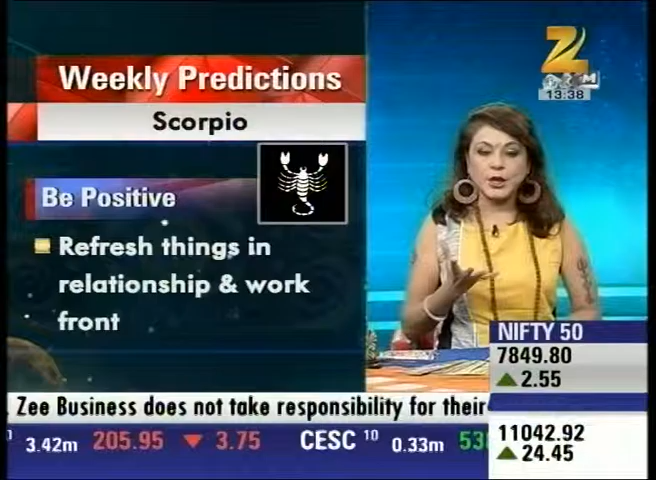 Weekly Predictions
Scorpio
Be Positive
Refresh things in
relationship & work
front
Z
13:38
NIFTY 50
7849.80
2.55
. Zee Business does not take responsibility for their
11042.92
24.45
3.42m 205.95 3.75 CESC 10 0.33m